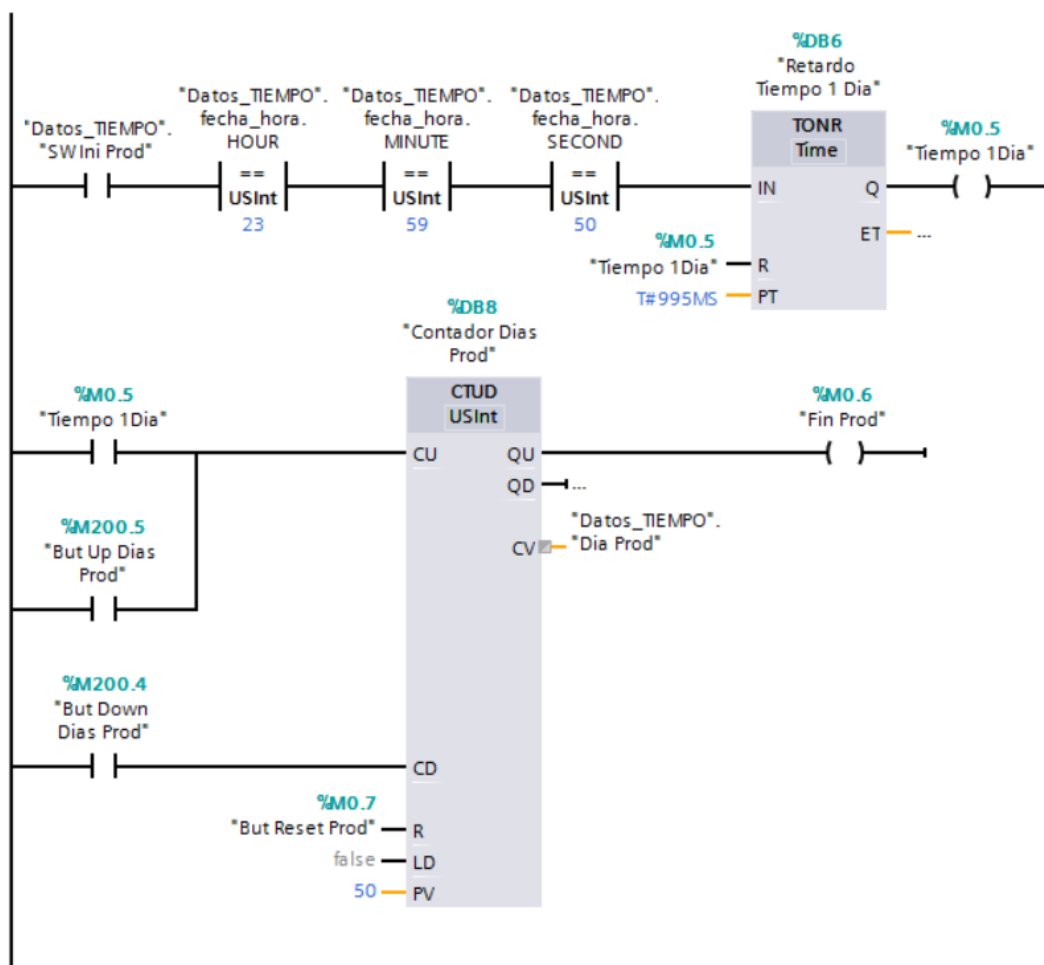 %DB6
"Retardo
Tiempo 1 Dia"
"Datos_TIEMPO".
"SW Ini Prod"
"Datos_TIEMPO".
fecha_hora.
HOUR
==
USInt
23
"Datos_TIEMPO".
fecha_hora.
MINUTE
==
USInt
59
"Datos_TIEMPO".
fecha_hora.
SECOND
==
USInt
50
TONR
Time
IN
Q
ET
...
R
PT
%M0.5
"Tiempo 1Dia"
%M0.5
"Tiempo 1Dia"
T#995MS
%DB8
"Contador Dias
Prod"
CTUD
USInt
%M0.5
"Tiempo 1Dia"
CU
QU
%M0.6
"Fin Prod"
QD
...
%M200.5
"But Up Dias
Prod"
CV
"Datos_TIEMPO".
"Dia Prod"
%M200.4
"But Down
Dias Prod"
CD
%M0.7
"But Reset Prod"
R
false
LD
50
PV